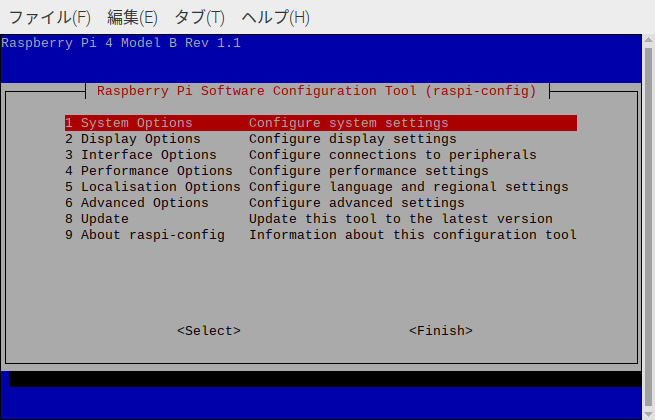 ファイル(F) 編集(E) タブ(T) ヘルプ(H)
Raspberry Pi 4 Model B Rev 1.1
Raspberry Pi Software Configuration Tool (raspi-config)
1 System Options Configure system settings
2 Display Options Configure display settings
3 Interface Options Configure connections to peripherals
4 Performance Options Configure performance settings
5 Localisation Options Configure language and regional settings
6 Advanced Options Configure advanced settings
8 Update Update this tool to the latest version
9 About raspi-config Information about this configuration tool
<Select> <Finish>